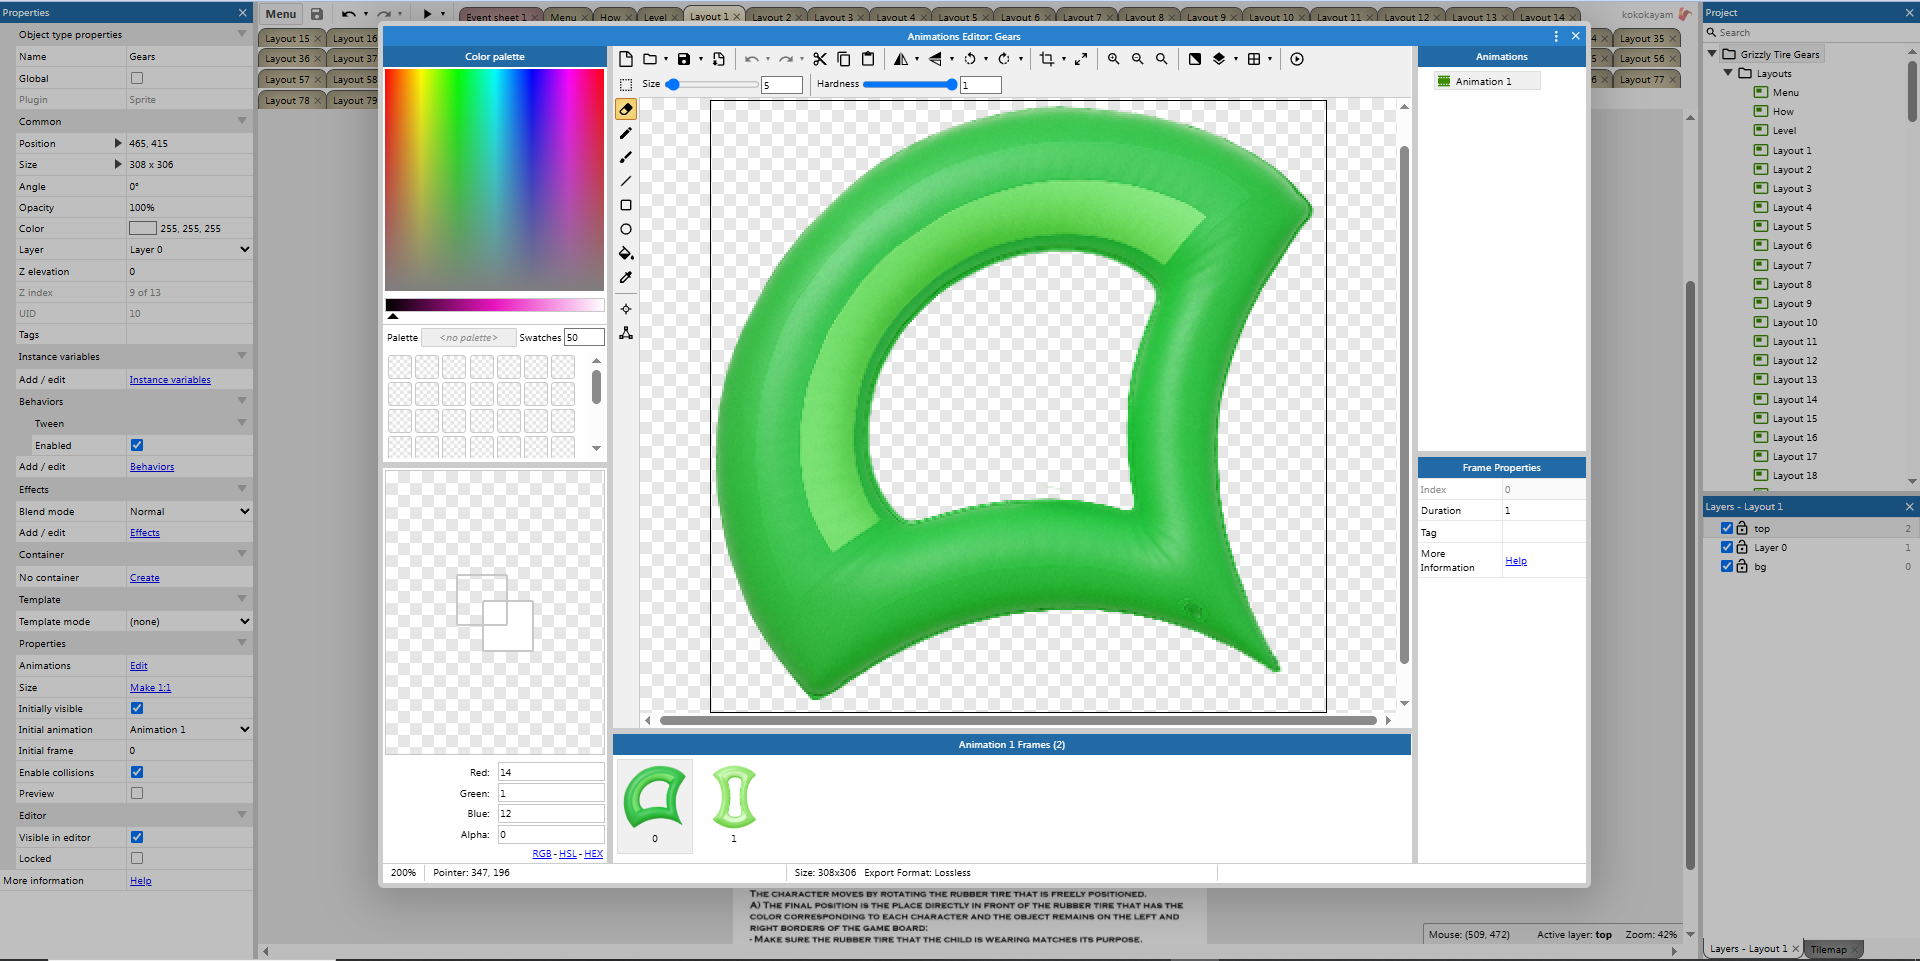 Properties
Object type properties
Name Gears
Global
Plugin Sprite
Common
Position 465, 415
Size 308 x 306
Angle 0°
Opacity 100%
Color 255, 255, 255
Layer Layer 0
Z elevation 0
Z index 9 of 13
UID 10
Tags
Instance variables
Add / edit Instance variables
Behaviors
Tween
Enabled
Add / edit Behaviors
Effects
Blend mode Normal
Add / edit Effects
Container
No container Create
Template
Template mode (none)
Properties
Animations Edit
Size Make 1:1
Initially visible
Initial animation Animation 1
Initial frame 0
Enable collisions
Preview
Editor
Visible in editor
Locked
More information Help
Menu
Event sheet 1 Menu How Level Layout 1 Layout 2 Layout 3 Layout 4 Layout 5 Layout 6 Layout 7 Layout 8 Layout 9 Layout 10 Layout 11 Layout 12 Layout 13 Layout 14
kokokayam
Layout 15 Layout 16
4 Layout 35
Layout 36 Layout 37
5 Layout 56
Layout 57 Layout 58
6 Layout 77
Layout 78 Layout 79
Animations Editor: Gears
Color palette
Palette <no palette> Swatches 50
Red: 14
Green: 1
Blue: 12
Alpha: 0
RGB - HSL - HEX
Size 5 Hardness 1
Animation 1 Frames (2)
0 1
200% Pointer: 347, 196 Size: 308x306 Export Format: Lossless
Animations
Animation 1
Frame Properties
Index 0
Duration 1
Tag
More
Information Help
THE CHARACTER MOVES BY ROTATING THE RUBBER TIRE THAT IS FREELY POSITIONED.
A) THE FINAL POSITION IS THE PLACE DIRECTLY IN FRONT OF THE RUBBER TIRE THAT HAS THE
COLOR CORRESPONDING TO EACH CHARACTER AND THE OBJECT REMAINS ON THE LEFT AND
RIGHT BORDERS OF THE GAME BOARD:
- MAKE SURE THE RUBBER TIRE THAT THE CHILD IS WEARING MATCHES ITS PURPOSE.
Mouse: (509, 472) Active layer: top Zoom: 42%
Project
Search
Grizzly Tire Gears
Layouts
Menu
How
Level
Layout 1
Layout 2
Layout 3
Layout 4
Layout 5
Layout 6
Layout 7
Layout 8
Layout 9
Layout 10
Layout 11
Layout 12
Layout 13
Layout 14
Layout 15
Layout 16
Layout 17
Layout 18
Layers - Layout 1
top 2
Layer 0 1
bg 0
Layers - Layout 1 Tilemap